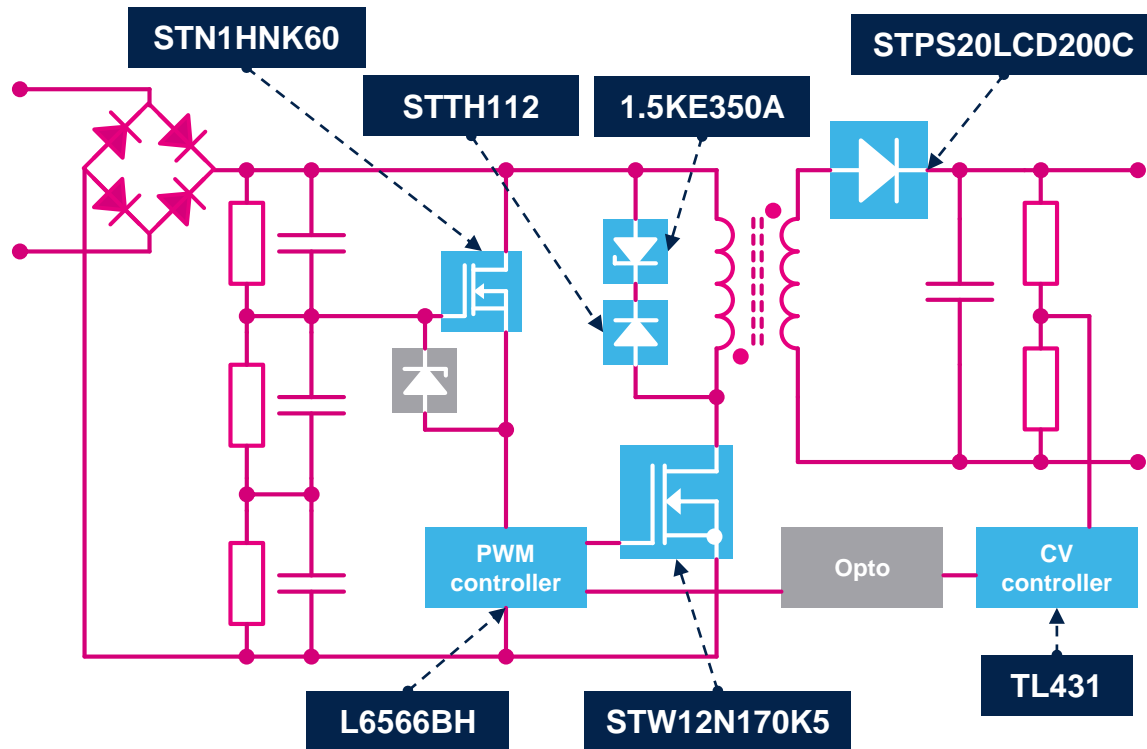 STN1HNK60
STPS20LCD200C
STTH112
1.5KE350A
PWM
controller
Opto
CV
controller
L6566BH
STW12N170K5
TL431